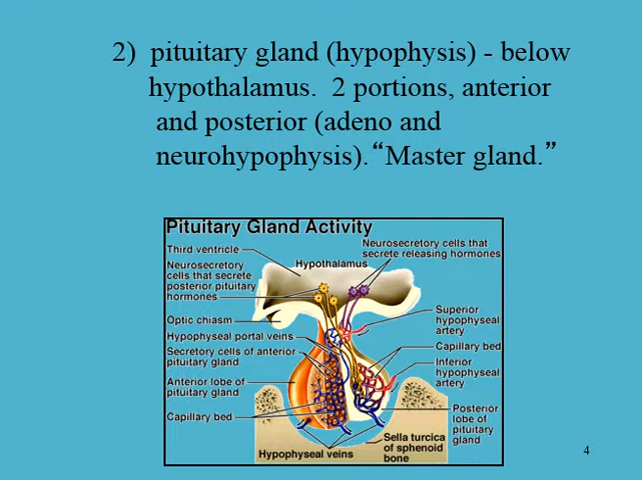 2) pituitary gland (hypophysis) - below
hypothalamus. 2 portions, anterior
and posterior (adeno and
neurohypophysis). “Master gland.”
Pituitary Gland Activity
Third ventricle
Neurosecretory
cells that secrete
posterior pituitary
hormones
Optic chiasm
Hypophyseal portal veins
Secretory cells of anterior
pituitary gland
Anterior lobe of
pituitary gland
Capillary bed
Hypothalamus
Neurosecretory cells that
secrete releasing hormones
Superior
hypophyseal
artery
Capillary bed
Inferior
hypophyseal
artery
Posterior
lobe of
pituitary
gland
Sella turcica
of sphenoid
bone
Hypophyseal veins
4